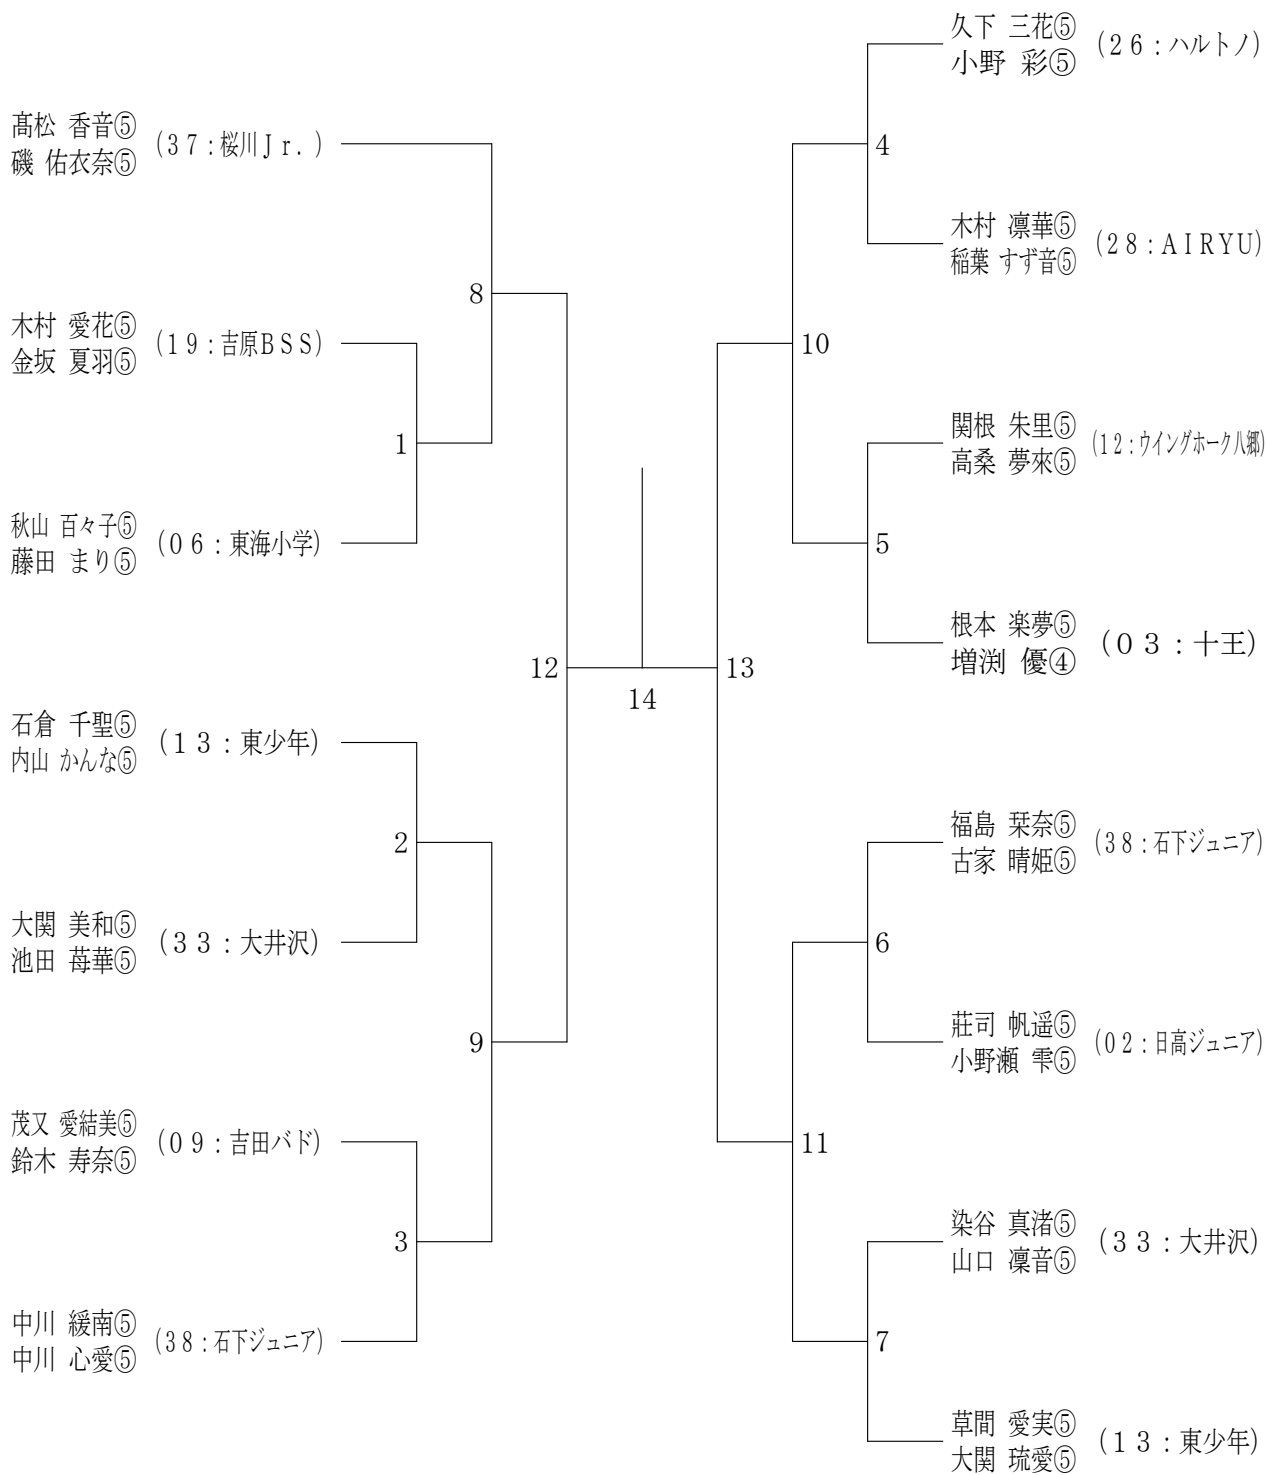 髙松 香音⑤
磯 佑衣奈⑤
(37:桜川Jr.)
木村 愛花⑤
金坂 夏羽⑤
(19:吉原BSS)
秋山 百々子⑤
藤田 まり⑤
(06:東海小学)
石倉 千聖⑤
内山 かんな⑤
(13:東少年)
大関 美和⑤
池田 苺華⑤
(33:大井沢)
茂又 愛結美⑤
鈴木 寿奈⑤
(09:吉田バド)
中川 緩南⑤
中川 心愛⑤
(38:石下ジュニア)
8
1
2
9
3
12
14
13
10
11
4
5
6
7
久下 三花⑤
小野 彩⑤
(26:ハルトノ)
木村 凛華⑤
稲葉 すず音⑤
(28:AIRYU)
関根 朱里⑤
高桑 夢來⑤
(12:ウイングホーク八郷)
根本 楽夢⑤
増渕 優④
(03:十王)
福島 栞奈⑤
古家 晴姫⑤
(38:石下ジュニア)
莊司 帆遥⑤
小野瀬 雫⑤
(02:日高ジュニア)
染谷 真渚⑤
山口 凜音⑤
(33:大井沢)
草間 愛実⑤
大関 琉愛⑤
(13:東少年)